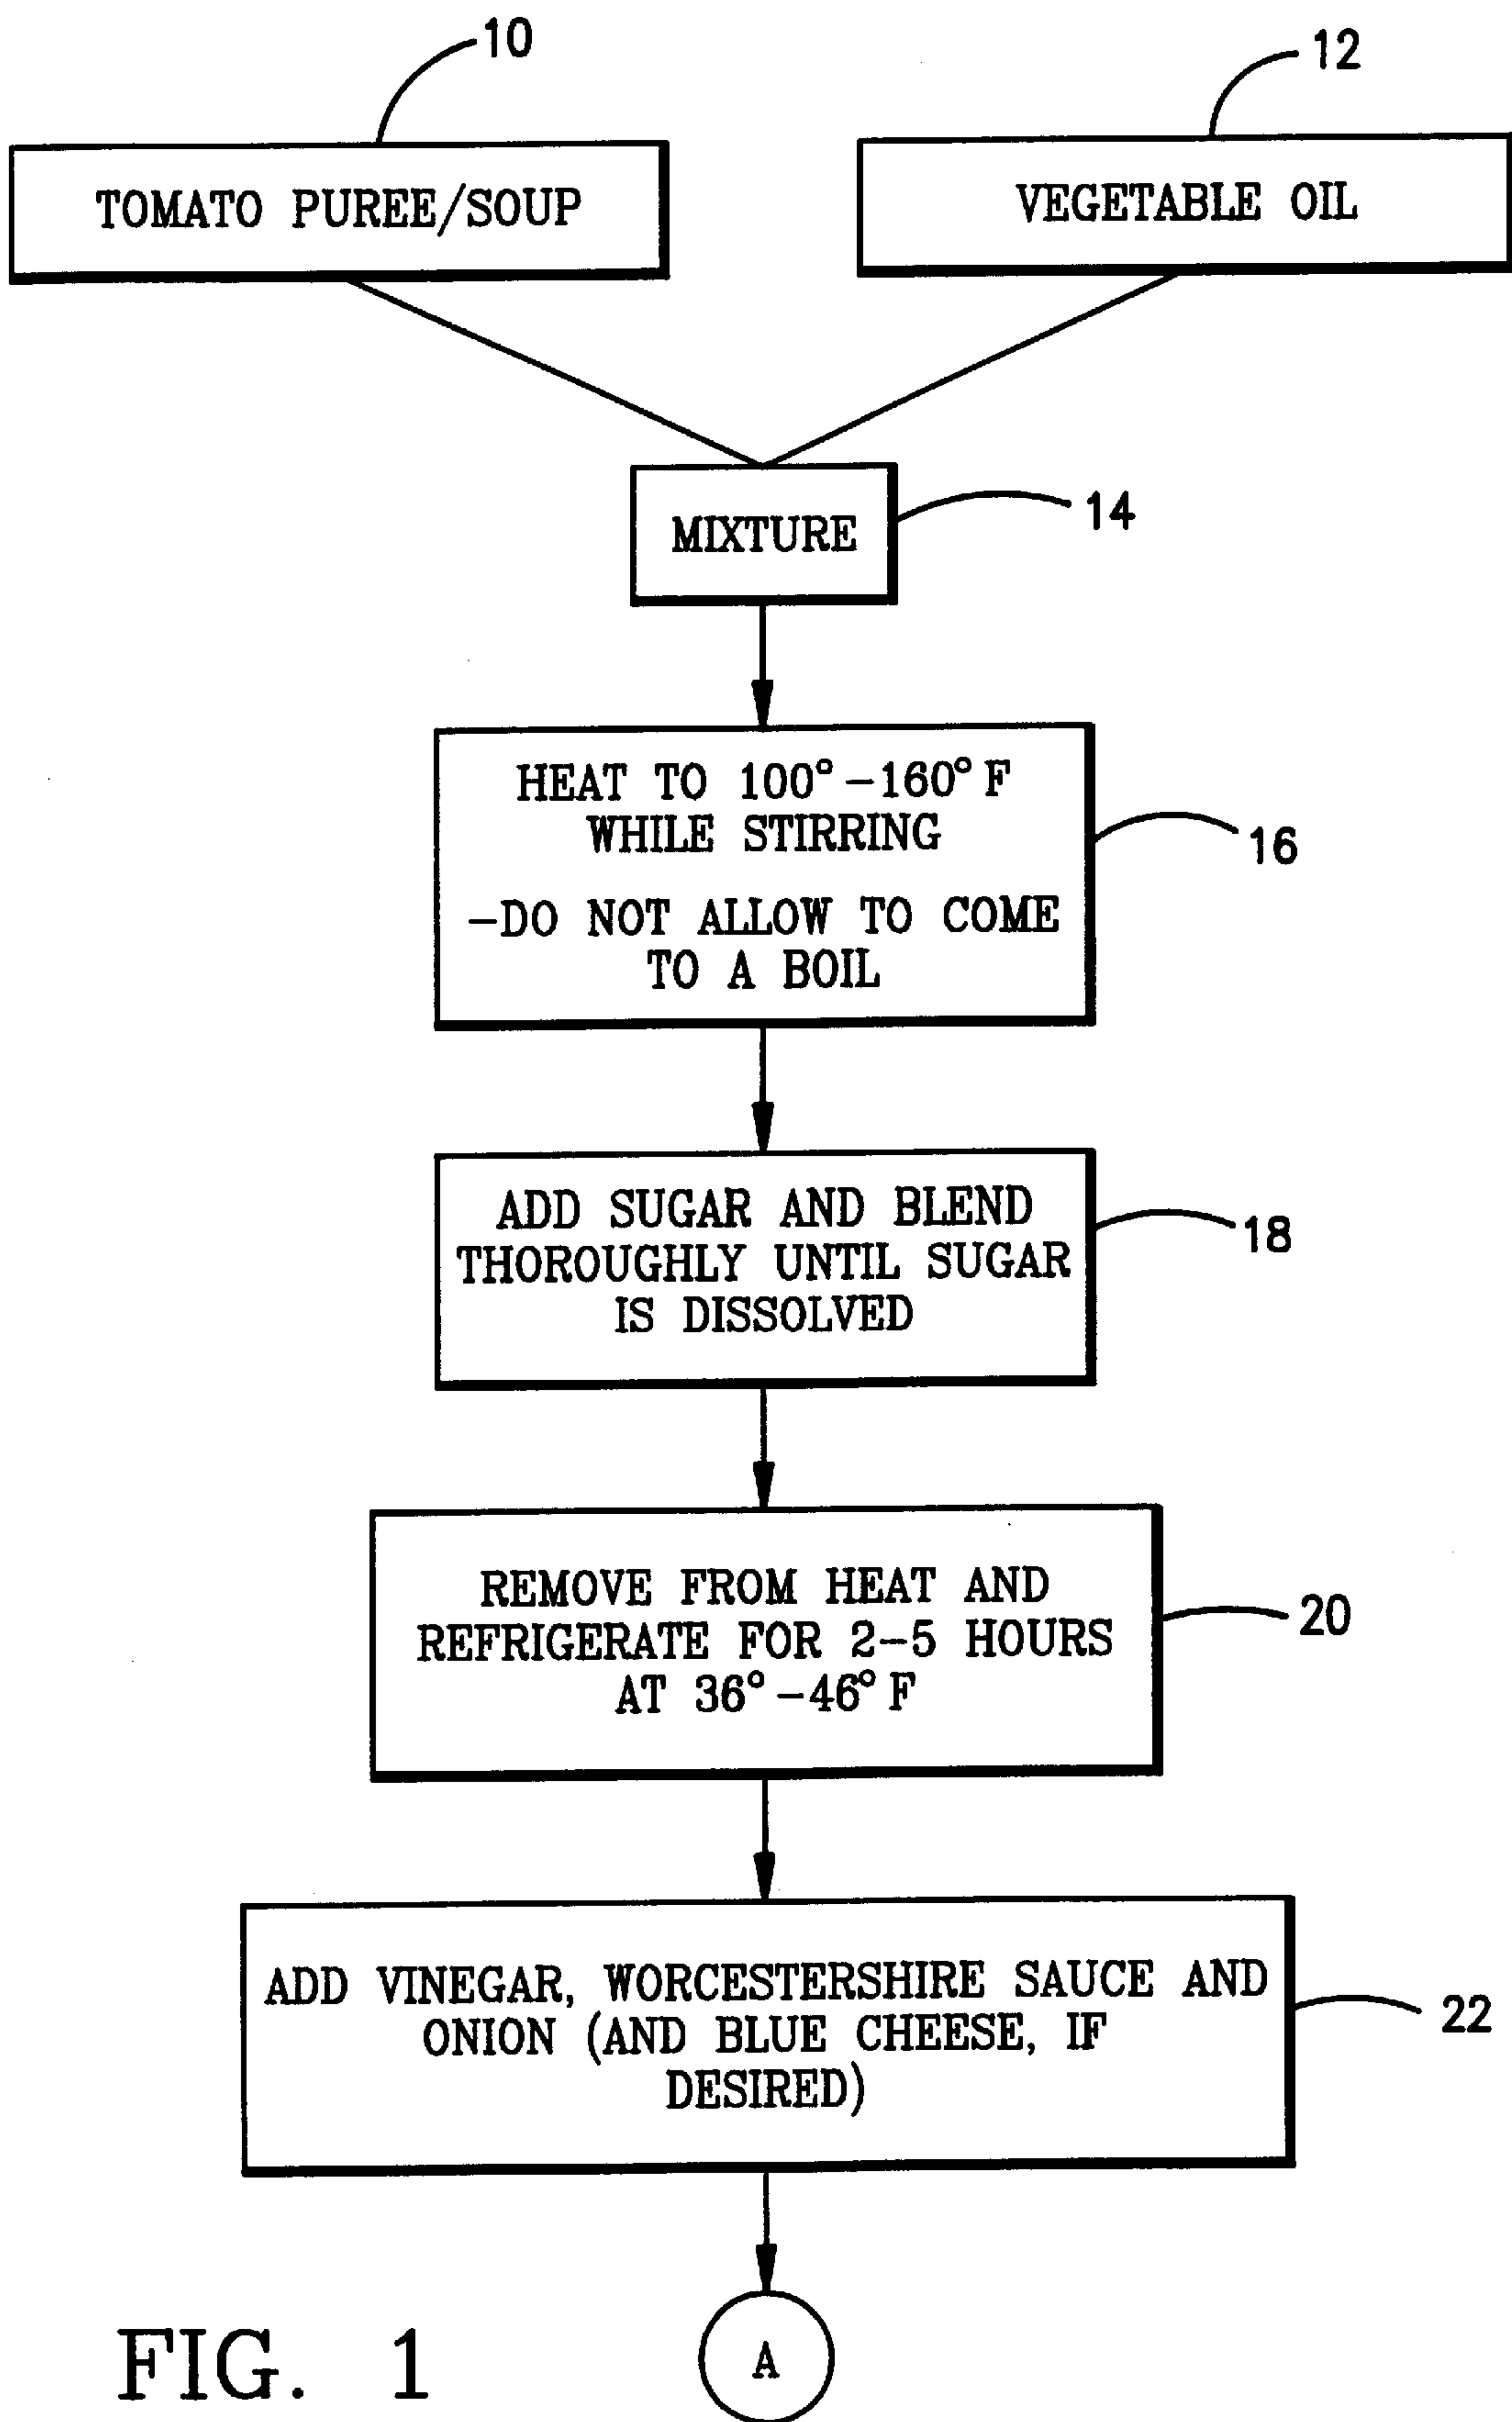 10
12
TOMATO PUREE/SOUP
VEGETABLE OIL
MIXTURE
14
HEAT TO 100°-160°F
WHILE STIRRING
-DO NOT ALLOW TO COME
TO A BOIL
16
ADD SUGAR AND BLEND
THOROUGHLY UNTIL SUGAR
IS DISSOLVED
18
REMOVE FROM HEAT AND
REFRIGERATE FOR 2-5 HOURS
AT 36°-46°F
20
ADD VINEGAR, WORCESTERSHIRE SAUCE AND
ONION (AND BLUE CHEESE, IF
DESIRED)
22
A
FIG. 1